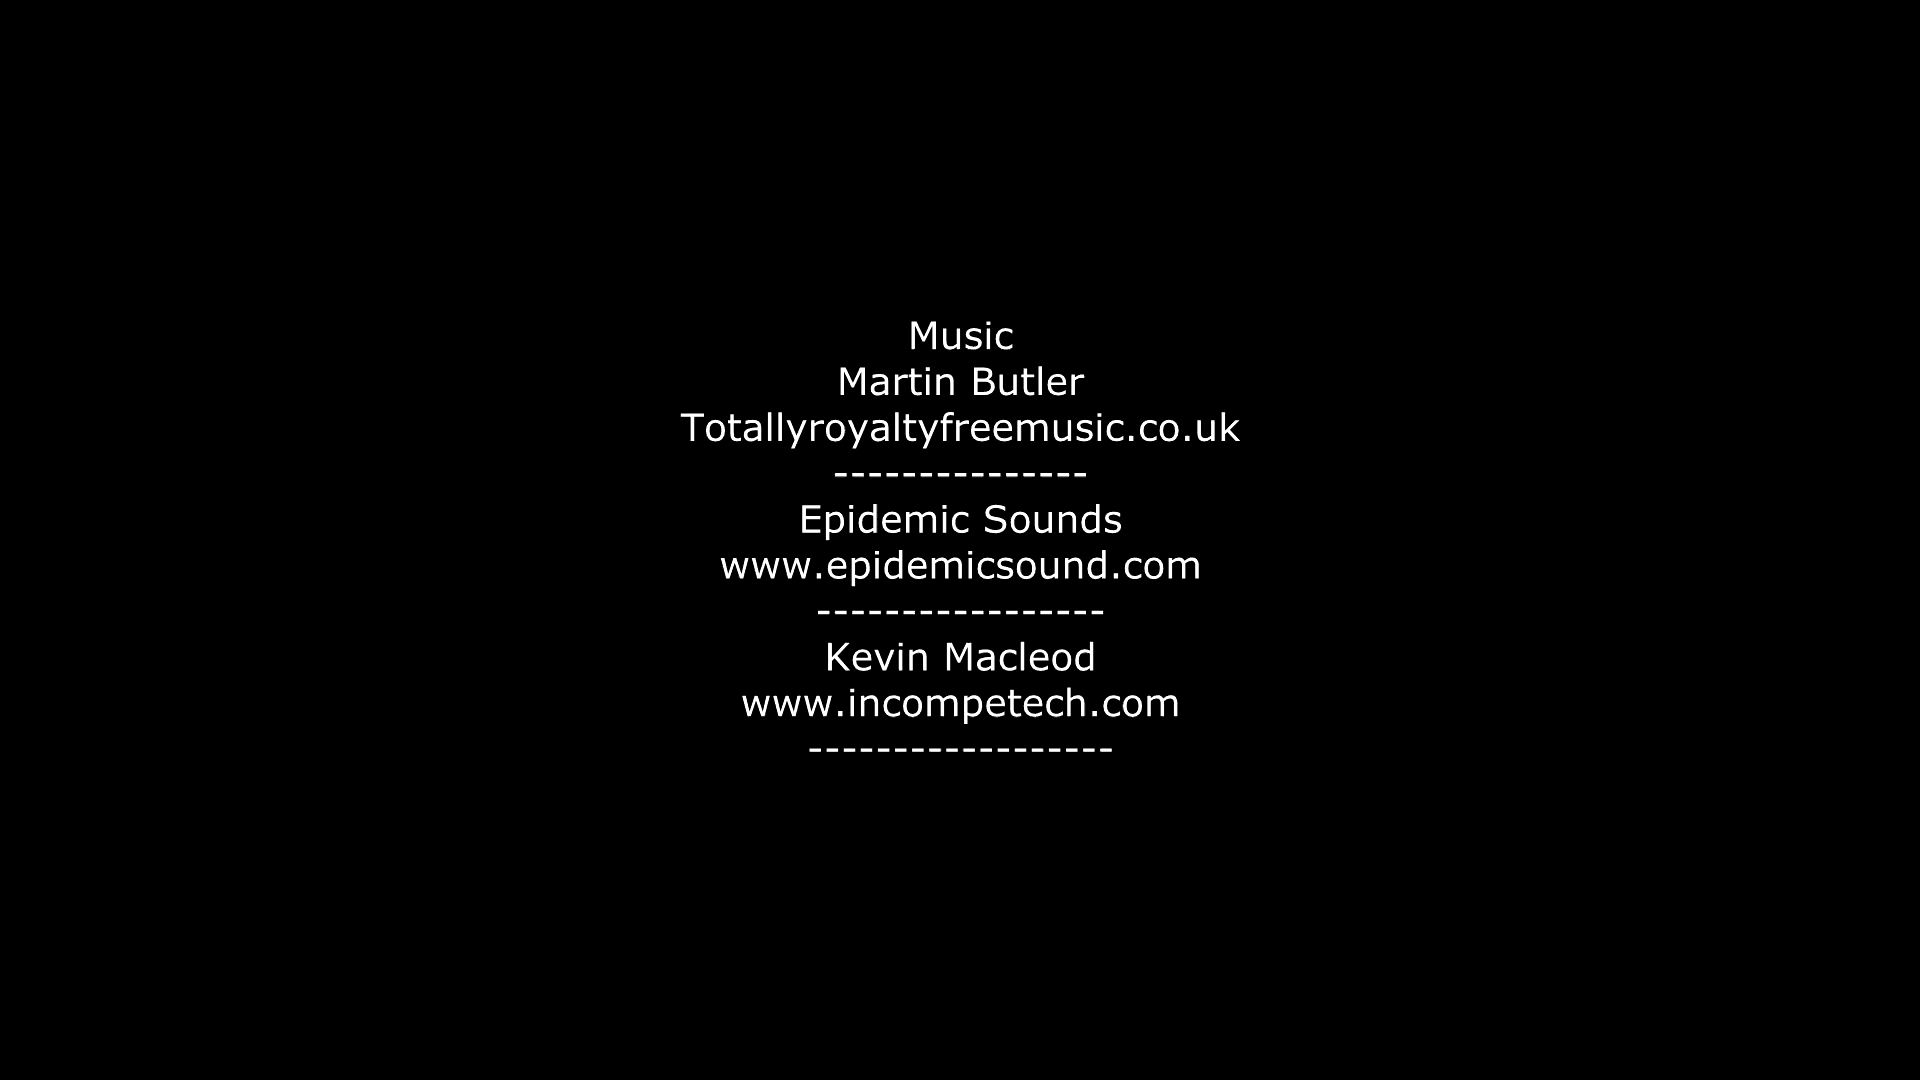 Music
Martin Butler
Totallyroyaltyfreemusic.co.uk
---------------
Epidemic Sounds
www.epidemicsound.com
-----------------
Kevin Macleod
www.incompetech.com
------------------